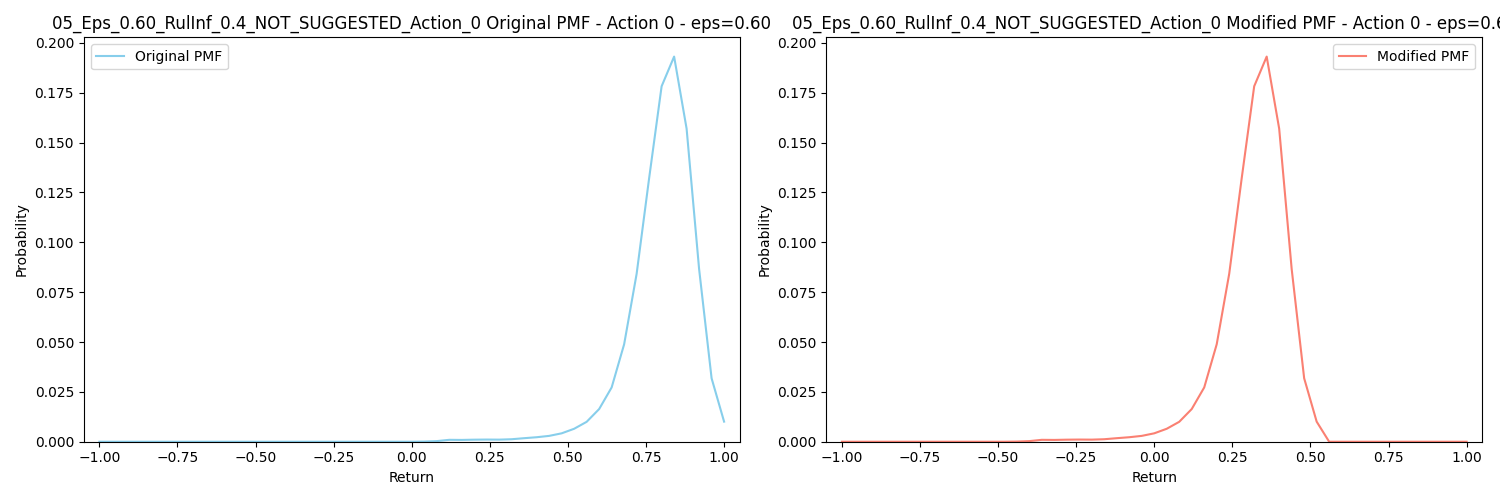 05_Eps_0.60_RulInf_0.4_NOT_SUGGESTED_Action_0 Original PMF - Action 0 - eps=0.60
Original PMF
0.200
0.175
0.150
0.125
0.100
0.075
0.050
0.025
0.000
Probability
−1.00 −0.75 −0.50 −0.25 0.00 0.25 0.50 0.75 1.00
Return
05_Eps_0.60_RulInf_0.4_NOT_SUGGESTED_Action_0 Modified PMF - Action 0 - eps=0.6
Modified PMF
0.200
0.175
0.150
0.125
0.100
0.075
0.050
0.025
0.000
Probability
−1.00 −0.75 −0.50 −0.25 0.00 0.25 0.50 0.75 1.00
Return